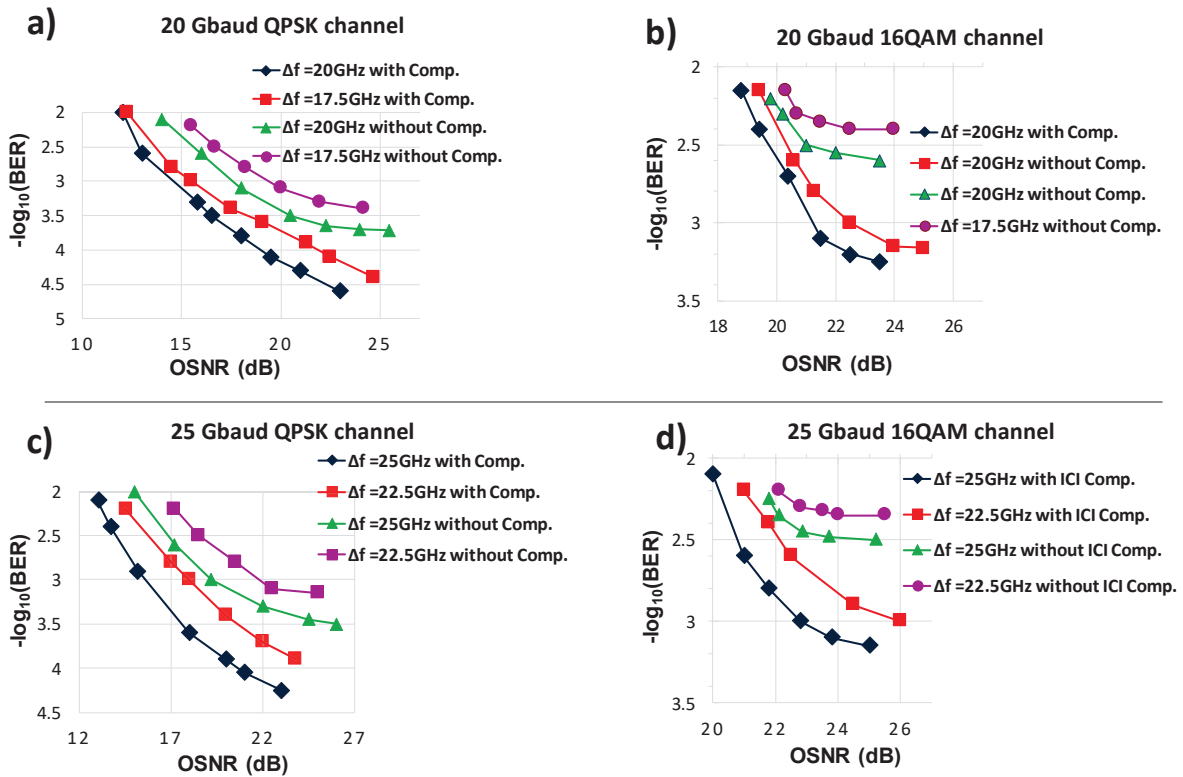 a)
20 Gbaud QPSK channel
Δf =20GHz with Comp.
Δf =17.5GHz with Comp.
Δf =20GHz without Comp.
Δf =17.5GHz without Comp.
2
2.5
3
3.5
4
4.5
5
-log10(BER)
10 15 20 25
OSNR (dB)
b)
20 Gbaud 16QAM channel
Δf =20GHz with Comp.
Δf =20GHz without Comp.
Δf =20GHz without Comp.
Δf =17.5GHz without Comp.
2
2.5
3
3.5
-log10(BER)
18 20 22 24 26
OSNR (dB)
c)
25 Gbaud QPSK channel
Δf =25GHz with Comp.
Δf =22.5GHz with Comp.
Δf =25GHz without Comp.
Δf =22.5GHz without Comp.
2
2.5
3
3.5
4
4.5
-log10(BER)
12 17 22 27
OSNR (dB)
d)
25 Gbaud 16QAM channel
Δf =25GHz with ICI Comp.
Δf =22.5GHz with ICI Comp.
Δf =25GHz without ICI Comp.
Δf =22.5GHz without ICI Comp.
2
2.5
3
3.5
-log10(BER)
20 22 24 26
OSNR (dB)